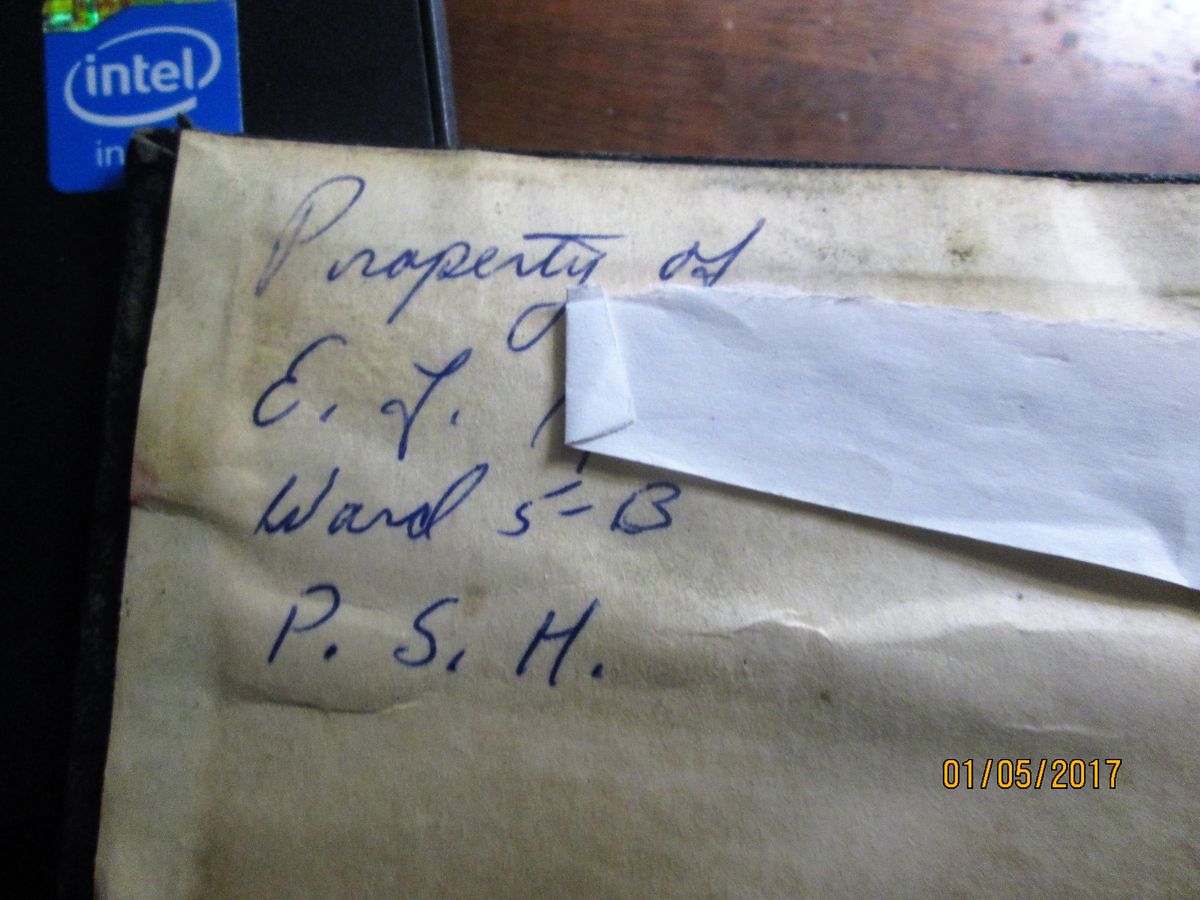 intel
Property of
E. J.
Ward 5-B
P. S. H.
01/05/2017